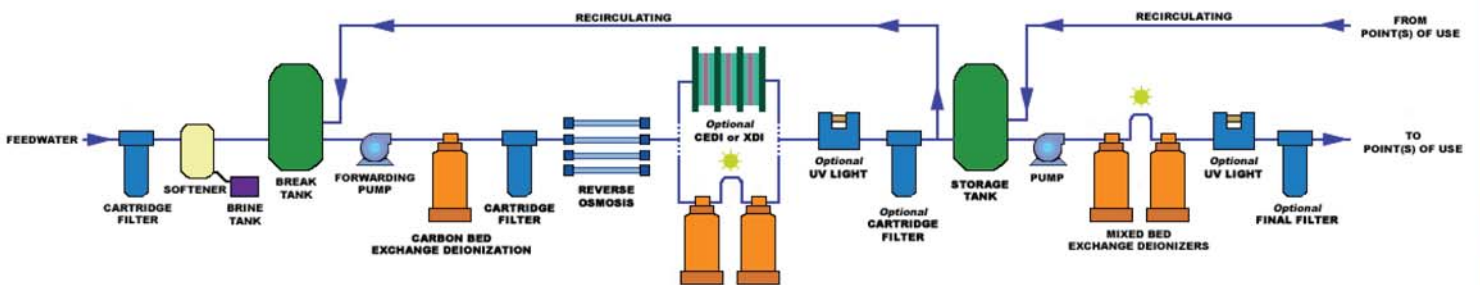 RECIRCULATING
RECIRCULATING
FROM
POINT(S) OF USE
FEEDWATER
CARTRIDGE
FILTER
SOFTENER
BRINE
TANK
BREAK
TANK
FORWARDING
PUMP
CARBON BED
EXCHANGE DEIONIZATION
CARTRIDGE
FILTER
REVERSE
OSMOSIS
Optional
CEDI or XDI
Optional
UV LIGHT
Optional
CARTRIDGE
FILTER
STORAGE
TANK
PUMP
MIXED BED
EXCHANGE DEIONIZERS
Optional
UV LIGHT
Optional
FINAL FILTER
TO
POINT(S) OF USE